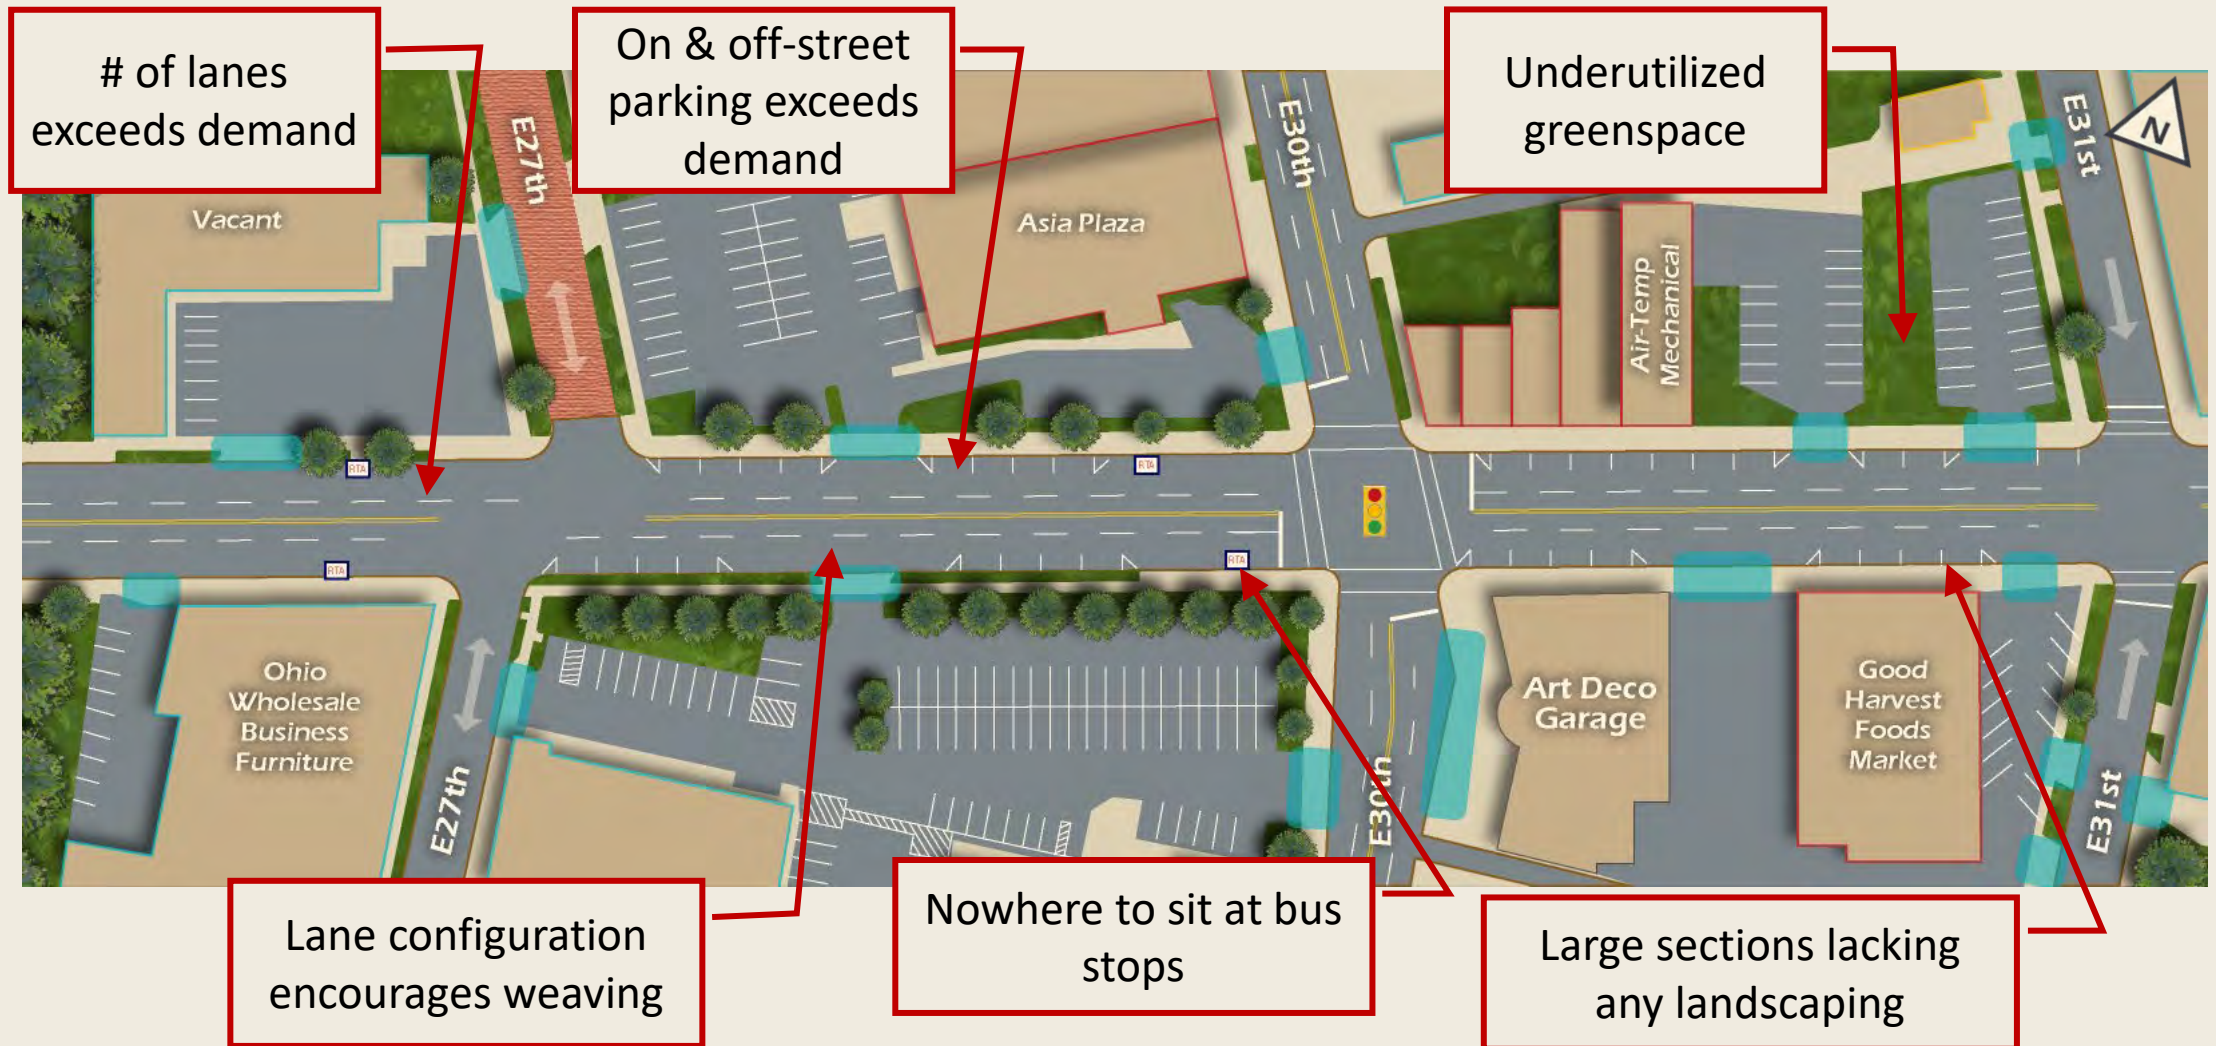 # of lanes
exceeds demand
On & off-street
parking exceeds
demand
Underutilized
greenspace
E27th
E30th
E31st
N
Vacant
Asia Plaza
Air-Temp
Mechanical
RTA
RTA
RTA
RTA
Ohio
Wholesale
Business
Furniture
E27th
E30th
Art Deco
Garage
Good
Harvest
Foods
Market
E31st
Lane configuration
encourages weaving
Nowhere to sit at bus
stops
Large sections lacking
any landscaping